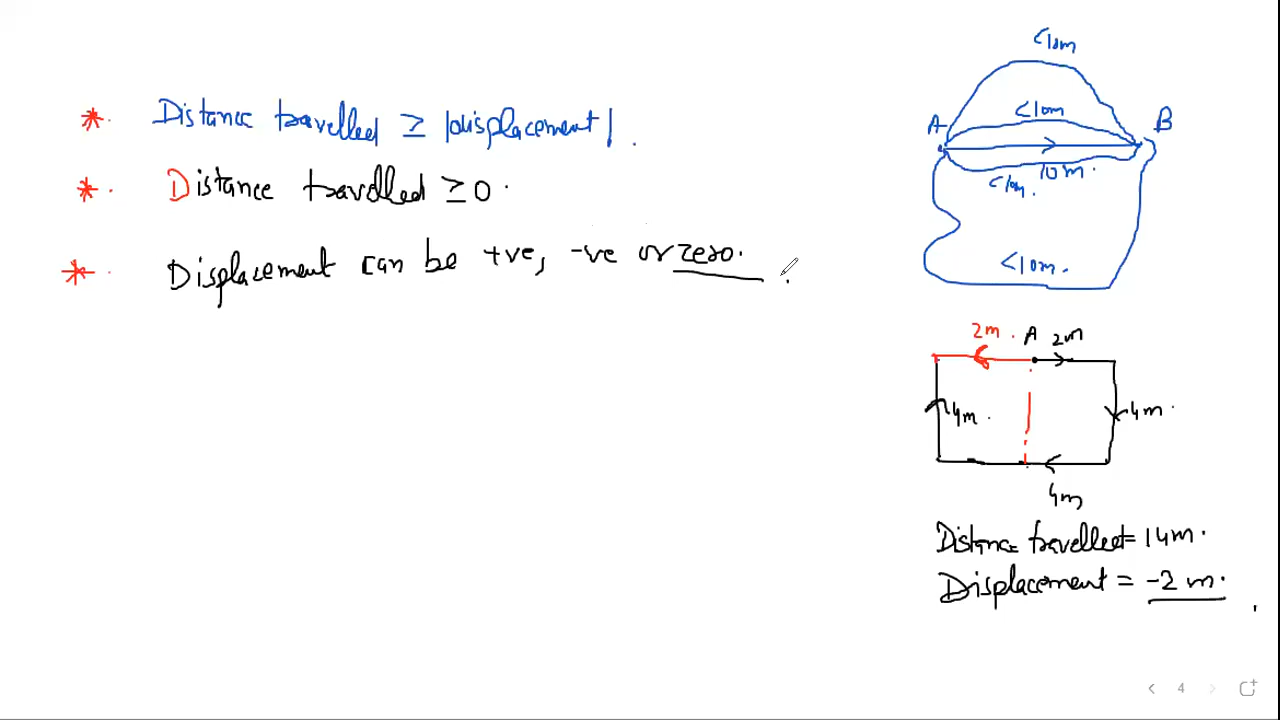 * Distance travelled ≥ |displacement|.
* Distance travelled ≥ 0.
* Displacement can be +ve, -ve or zero.
<10m
A <10m B
<10m. 10m.
<10m.
2m. A 2m
4m. 4m.
4m
Distance travelled = 14m.
Displacement = -2 m.
4